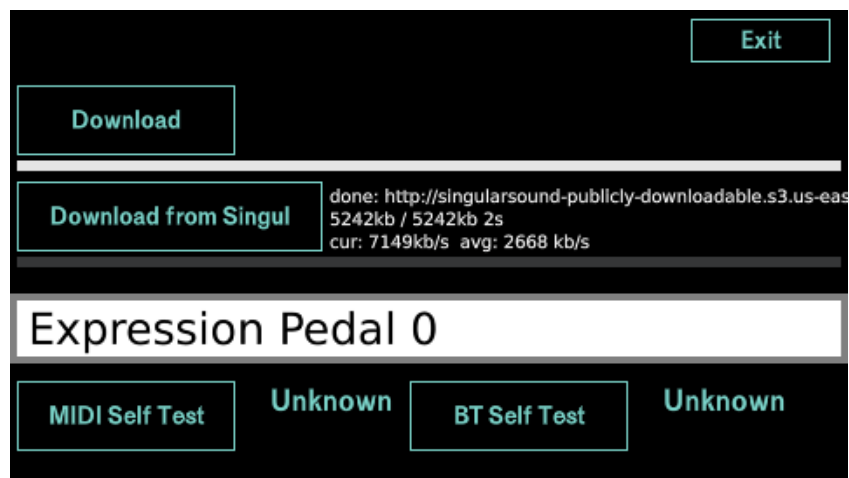 Exit
Download
Download from Singul
done: http://singularsound-publicly-downloadable.s3.us-eas
5242kb / 5242kb 2s
cur: 7149kb/s avg: 2668 kb/s
Expression Pedal 0
MIDI Self Test Unknown BT Self Test Unknown